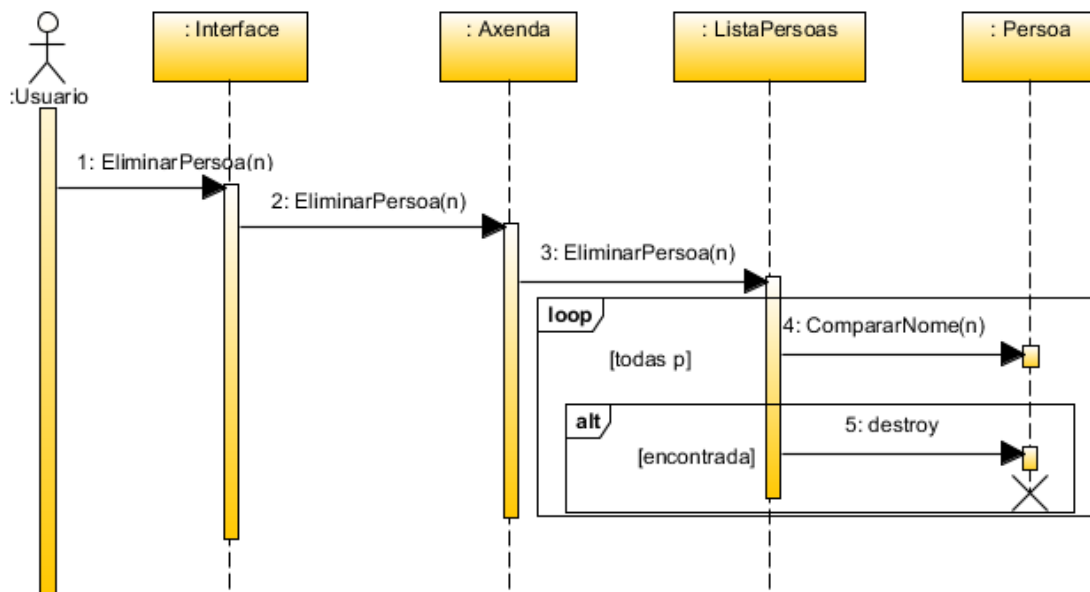 : Interface
: Axenda
: ListaPersoas
: Persoa
:Usuario
1: EliminarPersoa(n)
2: EliminarPersoa(n)
3: EliminarPersoa(n)
loop
4: CompararNome(n)
[todas p]
alt
5: destroy
[encontrada]